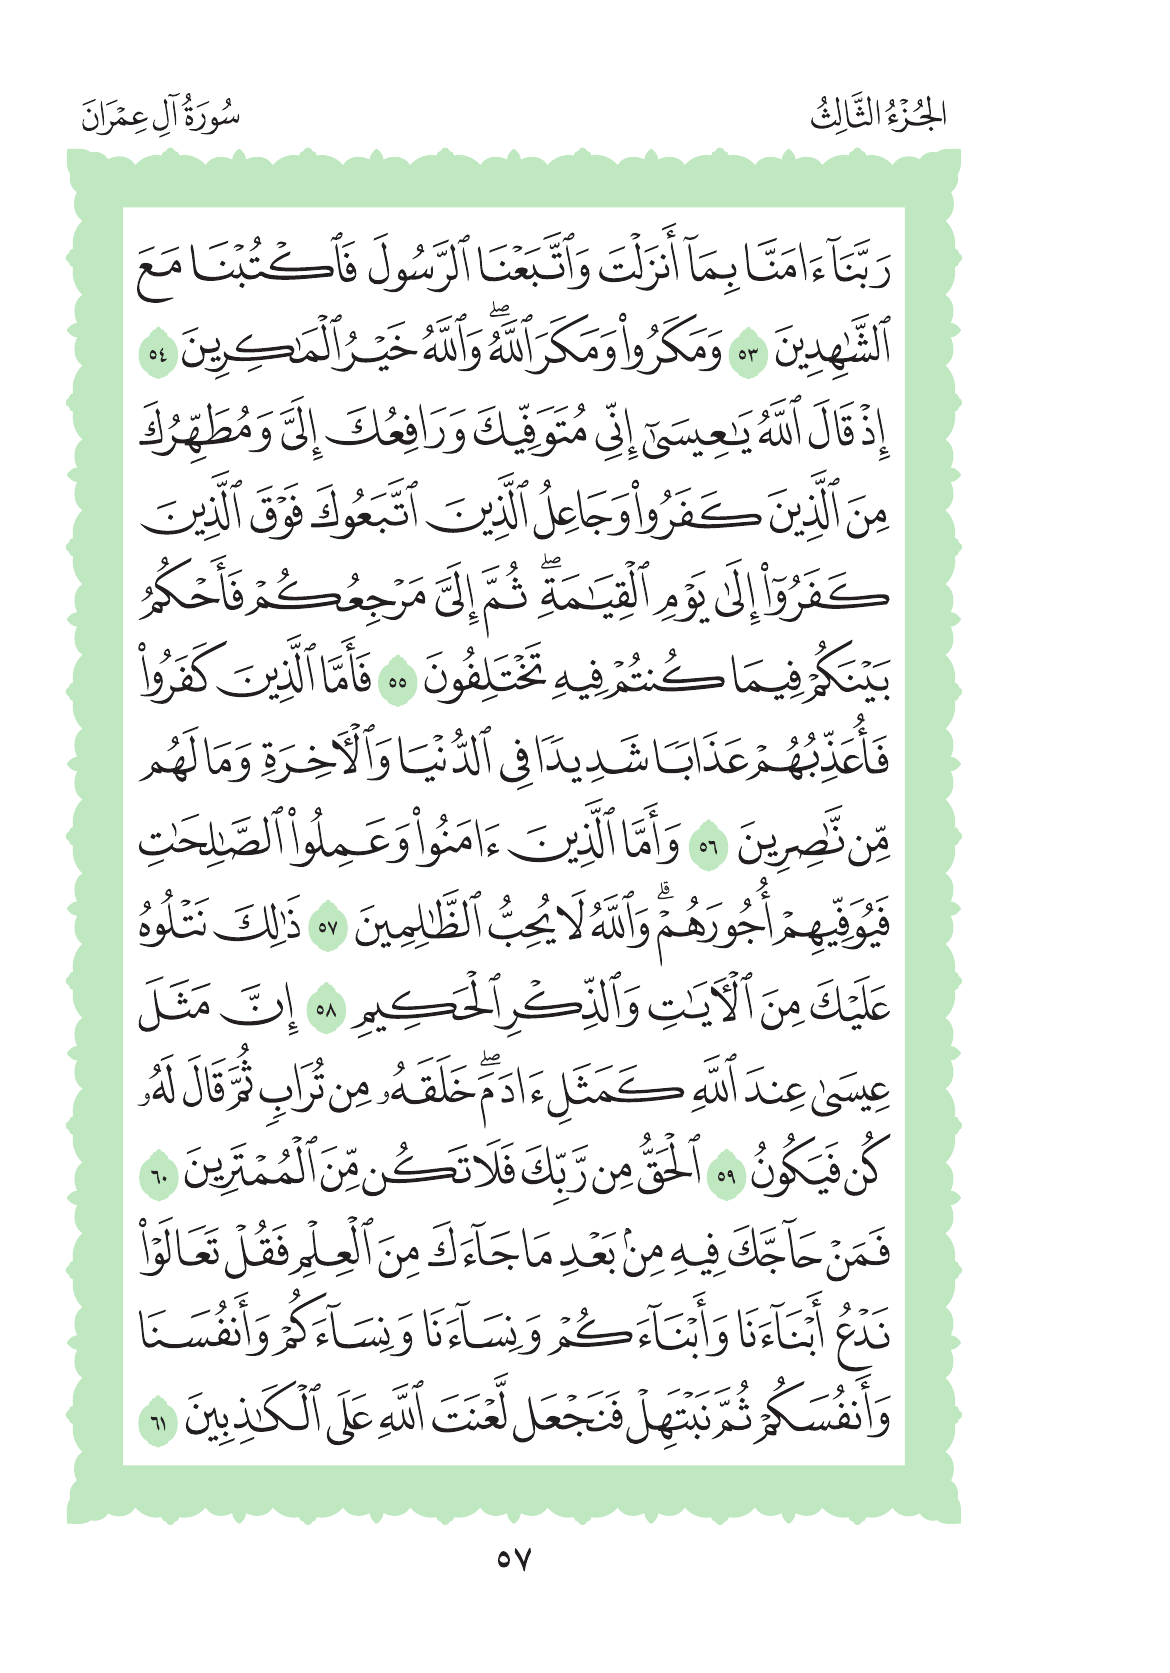 الجُزْءُ الثَّالِثُ
سُورَةُ آلِ عِمْرَانَ
رَبَّنَآ ءَامَنَّا بِمَآ أَنزَلْتَ وَٱتَّبَعْنَا ٱلرَّسُولَ فَٱكْتُبْنَا مَعَ
ٱلشَّٰهِدِينَ ٥٣ وَمَكَرُوا۟ وَمَكَرَ ٱللَّهُۖ وَٱللَّهُ خَيْرُ ٱلْمَٰكِرِينَ ٥٤
إِذْ قَالَ ٱللَّهُ يَٰعِيسَىٰٓ إِنِّى مُتَوَفِّيكَ وَرَافِعُكَ إِلَىَّ وَمُطَهِّرُكَ
مِنَ ٱلَّذِينَ كَفَرُوا۟ وَجَاعِلُ ٱلَّذِينَ ٱتَّبَعُوكَ فَوْقَ ٱلَّذِينَ
كَفَرُوٓا۟ إِلَىٰ يَوْمِ ٱلْقِيَٰمَةِۖ ثُمَّ إِلَىَّ مَرْجِعُكُمْ فَأَحْكُمُ
بَيْنَكُمْ فِيمَا كُنتُمْ فِيهِ تَخْتَلِفُونَ ٥٥ فَأَمَّا ٱلَّذِينَ كَفَرُوا۟
فَأُعَذِّبُهُمْ عَذَابًا شَدِيدًا فِى ٱلدُّنْيَا وَٱلْءَاخِرَةِ وَمَا لَهُم
مِّن نَّٰصِرِينَ ٥٦ وَأَمَّا ٱلَّذِينَ ءَامَنُوا۟ وَعَمِلُوا۟ ٱلصَّٰلِحَٰتِ
فَيُوَفِّيهِمْ أُجُورَهُمْۗ وَٱللَّهُ لَا يُحِبُّ ٱلظَّٰلِمِينَ ٥٧ ذَٰلِكَ نَتْلُوهُ
عَلَيْكَ مِنَ ٱلْءَايَٰتِ وَٱلذِّكْرِ ٱلْحَكِيمِ ٥٨ إِنَّ مَثَلَ
عِيسَىٰ عِندَ ٱللَّهِ كَمَثَلِ ءَادَمَۖ خَلَقَهُۥ مِن تُرَابٍ ثُمَّ قَالَ لَهُۥ
كُن فَيَكُونُ ٥٩ ٱلْحَقُّ مِن رَّبِّكَ فَلَا تَكُن مِّنَ ٱلْمُمْتَرِينَ ٦٠
فَمَنْ حَآجَّكَ فِيهِ مِنۢ بَعْدِ مَا جَآءَكَ مِنَ ٱلْعِلْمِ فَقُلْ تَعَالَوْا۟
نَدْعُ أَبْنَآءَنَا وَأَبْنَآءَكُمْ وَنِسَآءَنَا وَنِسَآءَكُمْ وَأَنفُسَنَا
وَأَنفُسَكُمْ ثُمَّ نَبْتَهِلْ فَنَجْعَل لَّعْنَتَ ٱللَّهِ عَلَى ٱلْكَٰذِبِينَ ٦١
٥٧